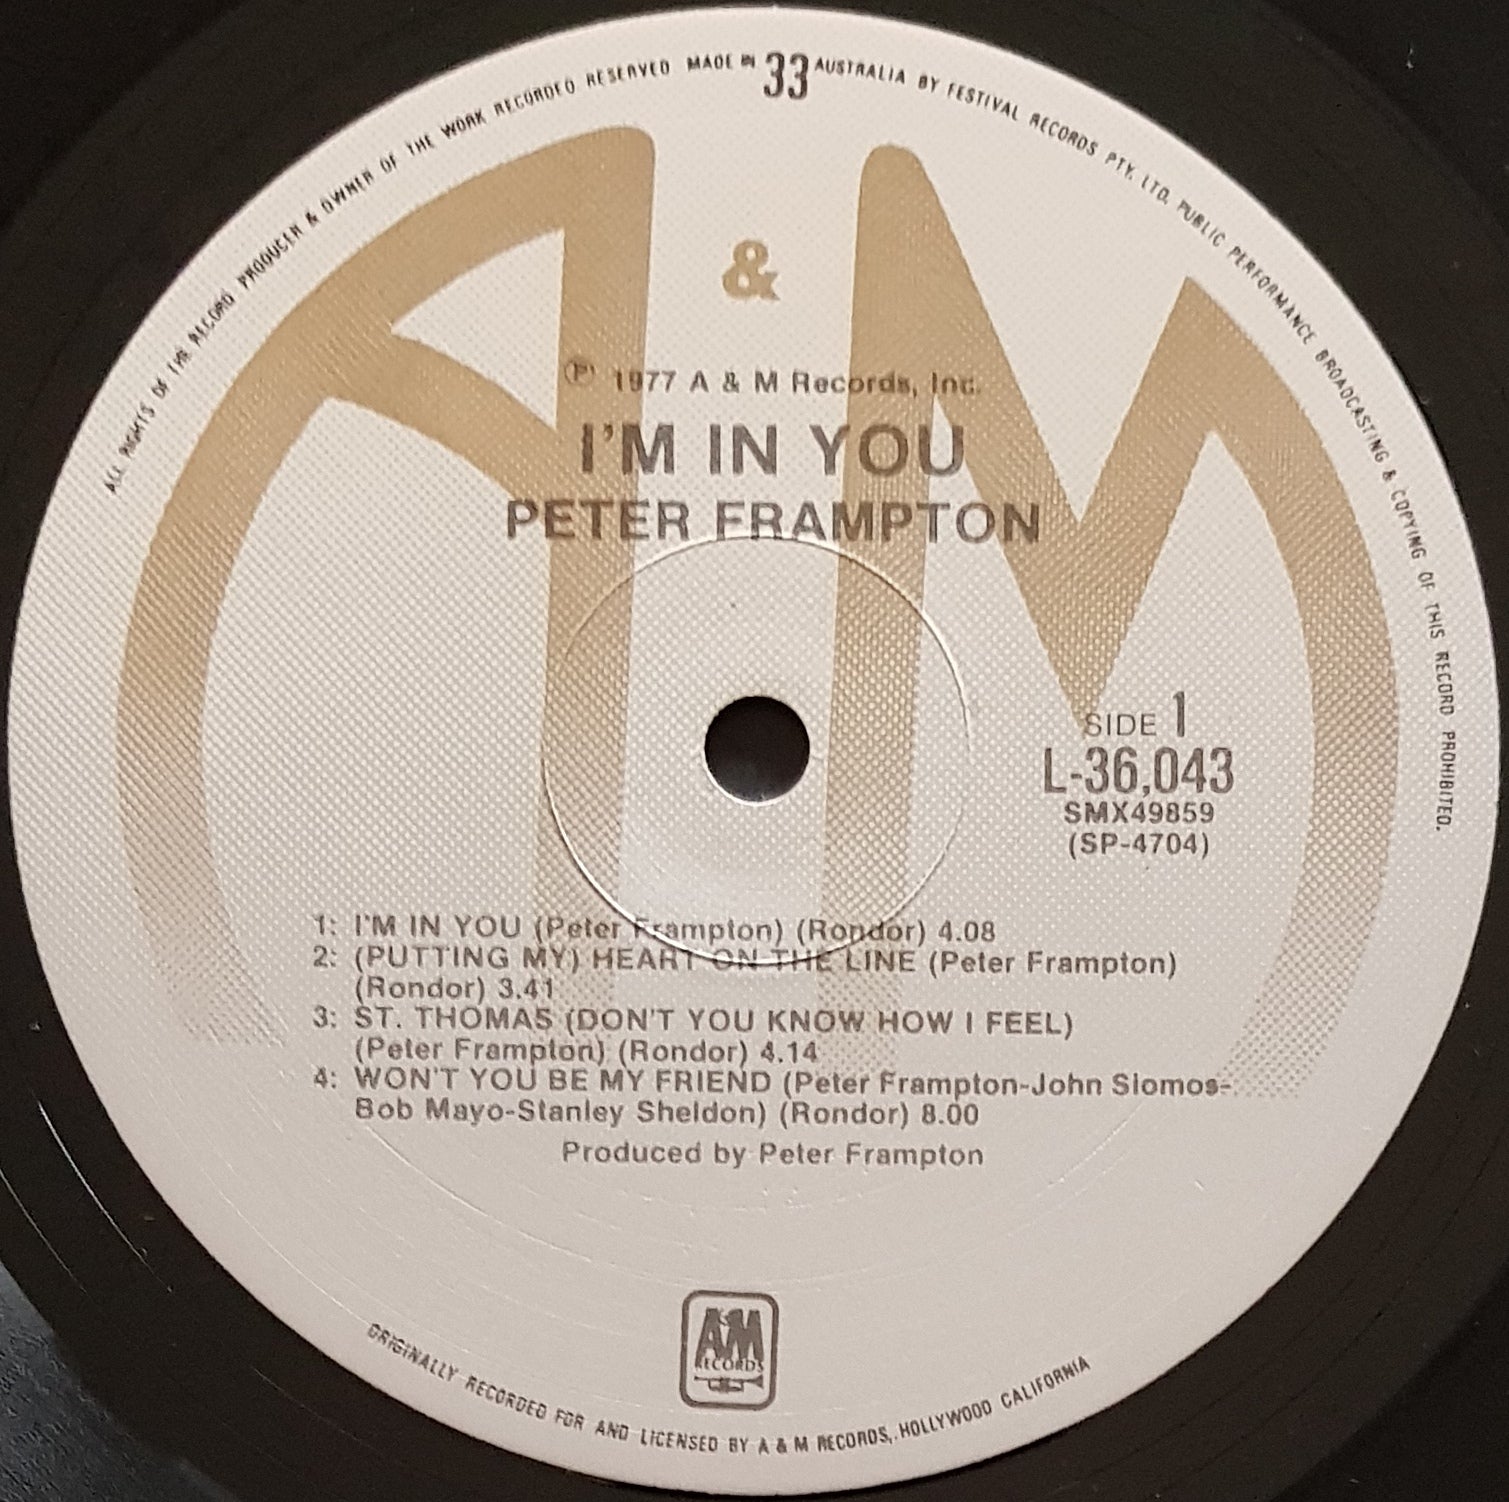 ALL RIGHTS OF THE RECORD PRODUCER & OWNER OF THE WORK RECORDED RESERVED MADE IN 33 AUSTRALIA BY FESTIVAL RECORDS PTY. LTD. PUBLIC PERFORMANCE BROADCASTING & COPYING OF THIS RECORD PROHIBITED.
A & M
℗ 1977 A & M Records, Inc.
I'M IN YOU
PETER FRAMPTON
SIDE 1
L-36,043
SMX49859
(SP-4704)
1: I'M IN YOU (Peter Frampton) (Rondor) 4.08
2: (PUTTING MY) HEART ON THE LINE (Peter Frampton)
(Rondor) 3.41
3: ST. THOMAS (DON'T YOU KNOW HOW I FEEL)
(Peter Frampton) (Rondor) 4.14
4: WON'T YOU BE MY FRIEND (Peter Frampton-John Siomos-
Bob Mayo-Stanley Sheldon) (Rondor) 8.00
Produced by Peter Frampton
A&M
RECORDS
ORIGINALLY RECORDED FOR AND LICENSED BY A & M RECORDS, HOLLYWOOD CALIFORNIA